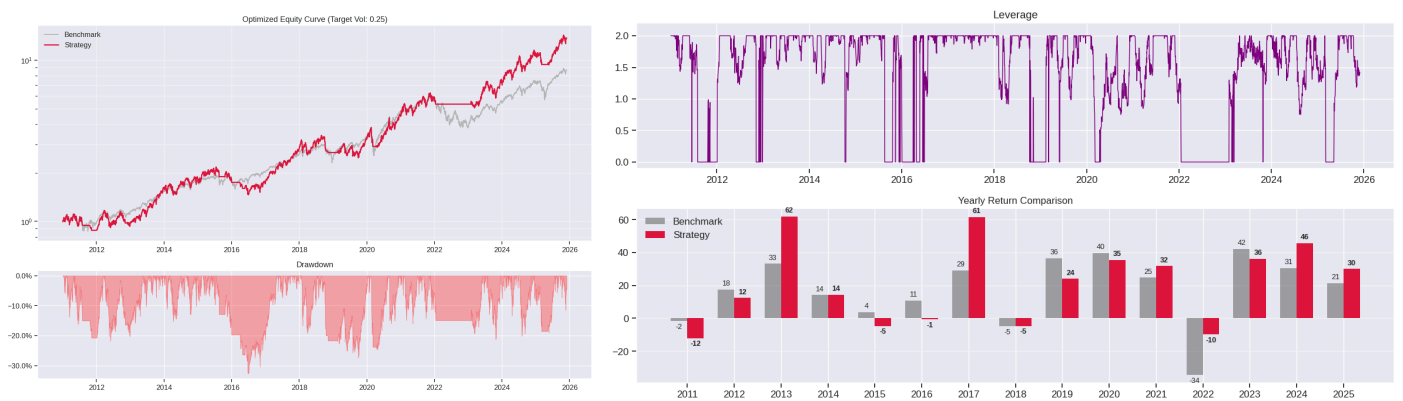 Optimized Equity Curve (Target Vol: 0.25)
Benchmark
Strategy
10¹
10⁰
2012 2014 2016 2018 2020 2022 2024 2026
Drawdown
0.0%
-10.0%
-20.0%
-30.0%
2012 2014 2016 2018 2020 2022 2024 2026
Leverage
2.0
1.5
1.0
0.5
0.0
2012 2014 2016 2018 2020 2022 2024 2026
Yearly Return Comparison
Benchmark
Strategy
60
40
20
0
−20
-2 -12 18 12 33 62 14 14 4 -5 11 -1 29 61 -5 -5 36 24 40 35 25 32 -34 -10 42 36 31 46 21 30
2011 2012 2013 2014 2015 2016 2017 2018 2019 2020 2021 2022 2023 2024 2025